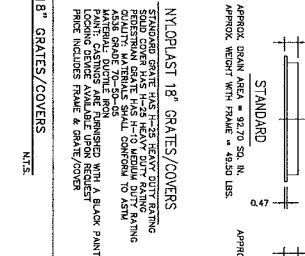 STANDARD
APPROX. DRAIN AREA = 92.70 SQ. IN.
APPROX. WEIGHT WITH FRAME = 49.50 LBS.
0.47
APPRO
NYLOPLAST 18" GRATES/COVERS
STANDARD GRATE HAS H-25 HEAVY DUTY RATING
SOLID COVER HAS H-25 HEAVY DUTY RATING
PEDESTRIAN GRATE HAS H-10 MEDIUM DUTY RATING
QUALITY: MATERIALS SHALL CONFORM TO ASTM
A536 GRADE 70-50-05
MATERIAL: DUCTILE IRON
PAINT: CASTINGS ARE FURNISHED WITH A BLACK PAINT
LOCKING DEVICE AVAILABLE UPON REQUEST
PRICE INCLUDES FRAME & GRATE/COVER
8" GRATES/COVERS
N.T.S.